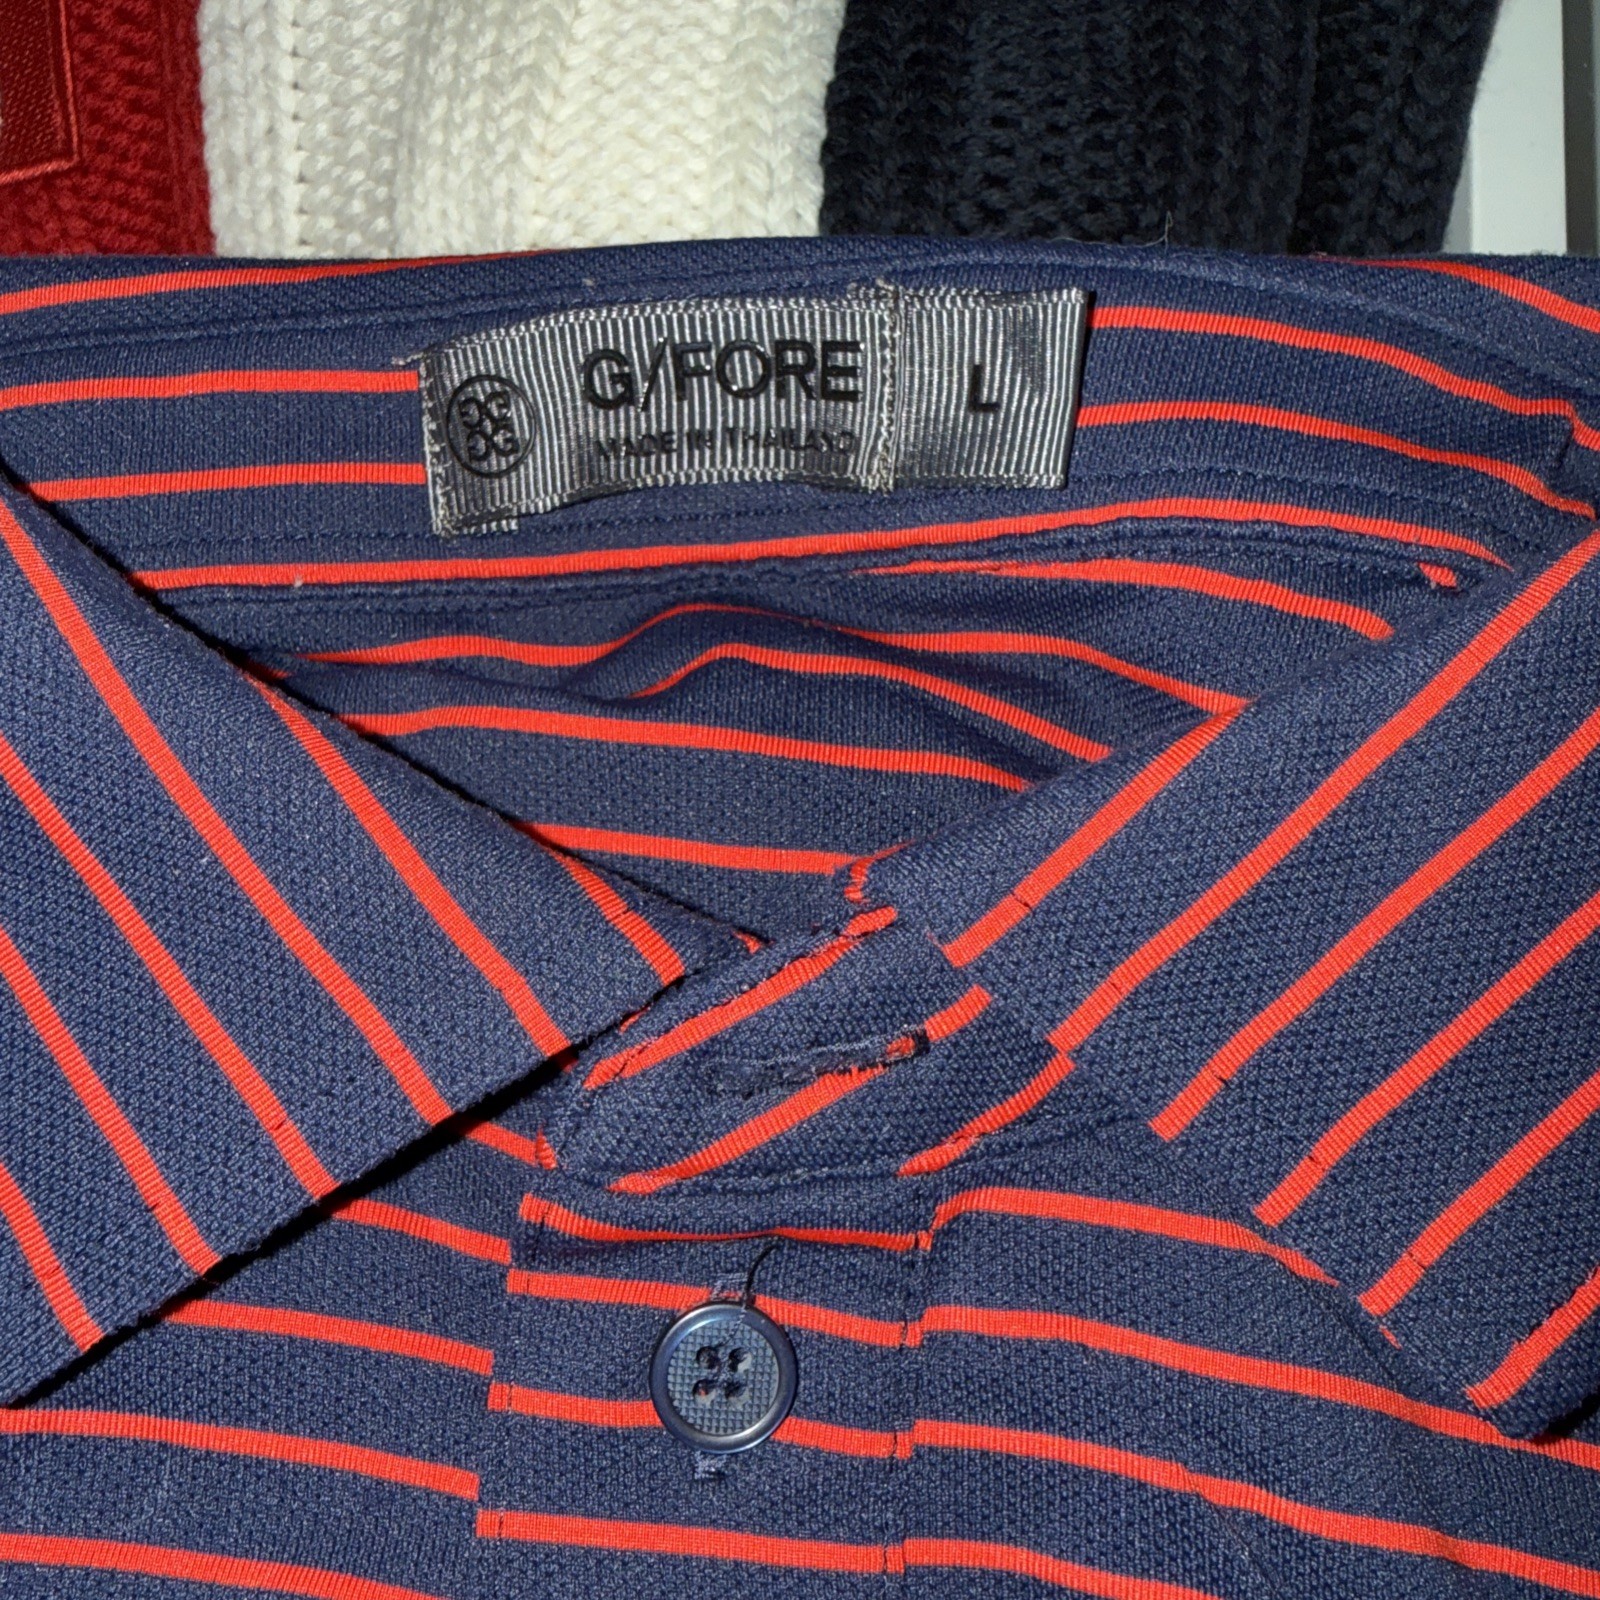 G/FORE L
MADE IN THAILAND